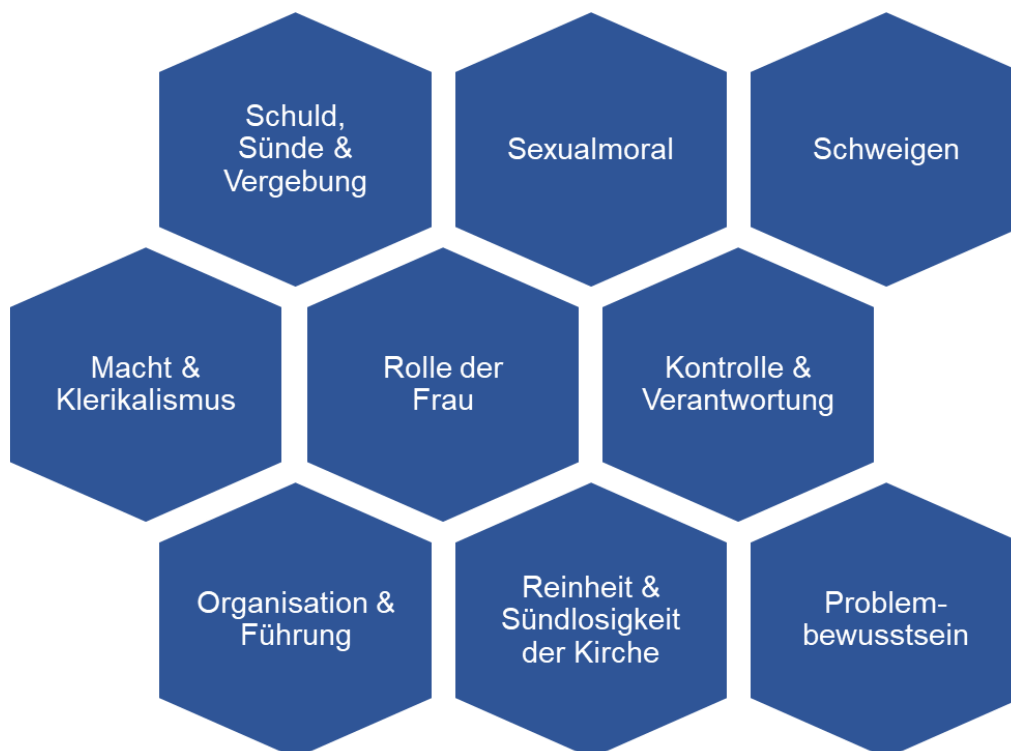 Schuld,
Sünde &
Vergebung
Sexualmoral
Schweigen
Macht &
Klerikalismus
Rolle der
Frau
Kontrolle &
Verantwortung
Organisation &
Führung
Reinheit &
Sündlosigkeit
der Kirche
Problem-
bewusstsein